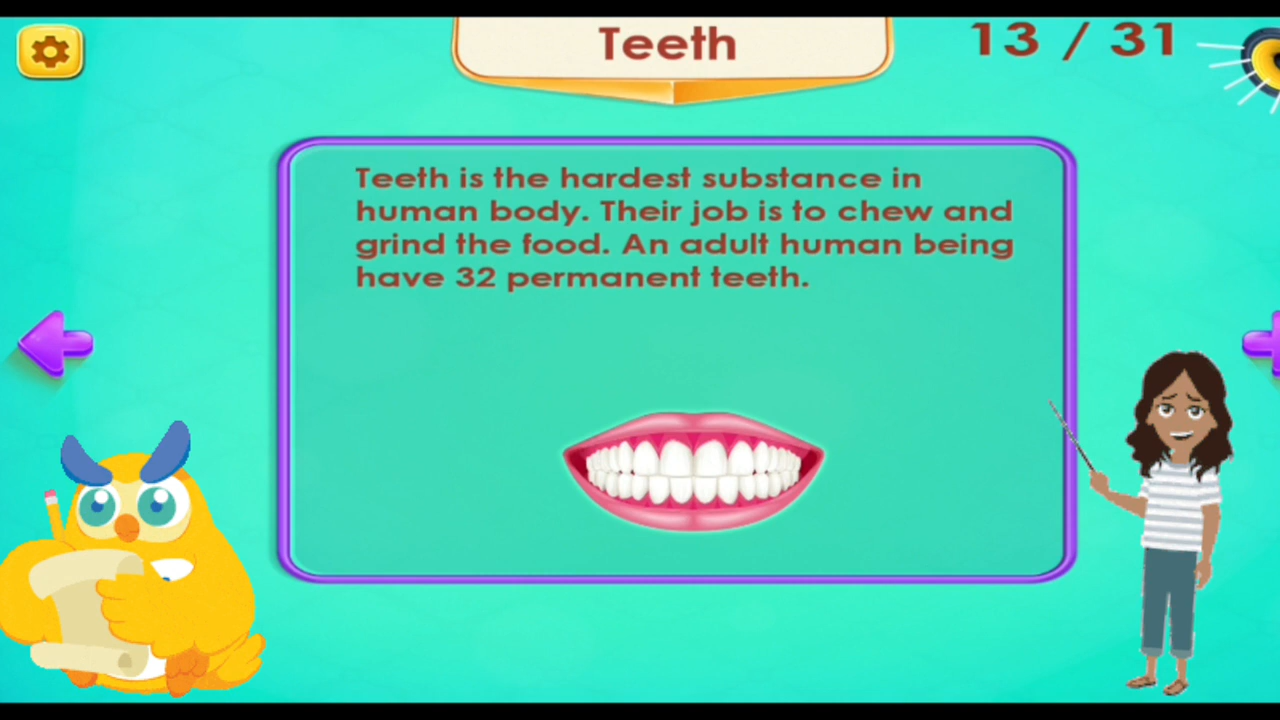 Teeth
13 / 31
Teeth is the hardest substance in
human body. Their job is to chew and
grind the food. An adult human being
have 32 permanent teeth.